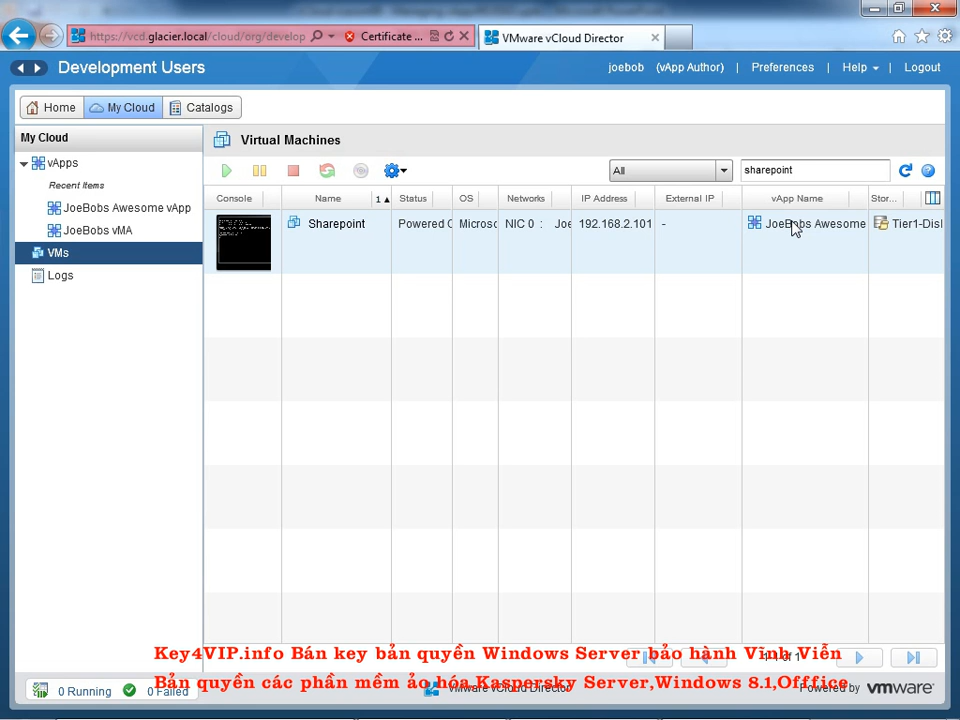 https://vcd.glacier.local/cloud/org/develop
Certificate ...
VMware vCloud Director
Development Users
joebob (vApp Author) | Preferences | Help | Logout
Home
My Cloud
Catalogs
My Cloud
vApps
Recent Items
JoeBobs Awesome vApp
JoeBobs vMA
VMs
Logs
Virtual Machines
All
sharepoint
Console
Name
1
Status
OS
Networks
IP Address
External IP
vApp Name
Stor...
Sharepoint
Powered
Microsc
NIC 0 :
Joe
192.168.2.101
-
JoeBobs Awesome
Tier1-Disl
Key4VIP.info Bán key bản quyền Windows Server bảo hành Vĩnh Viễn
Bản quyền các phần mềm ảo hóa,Kaspersky Server,Windows 8.1,Offfice
0 Running
0 Failed
VMware vCloud Director
Powered by
vmware